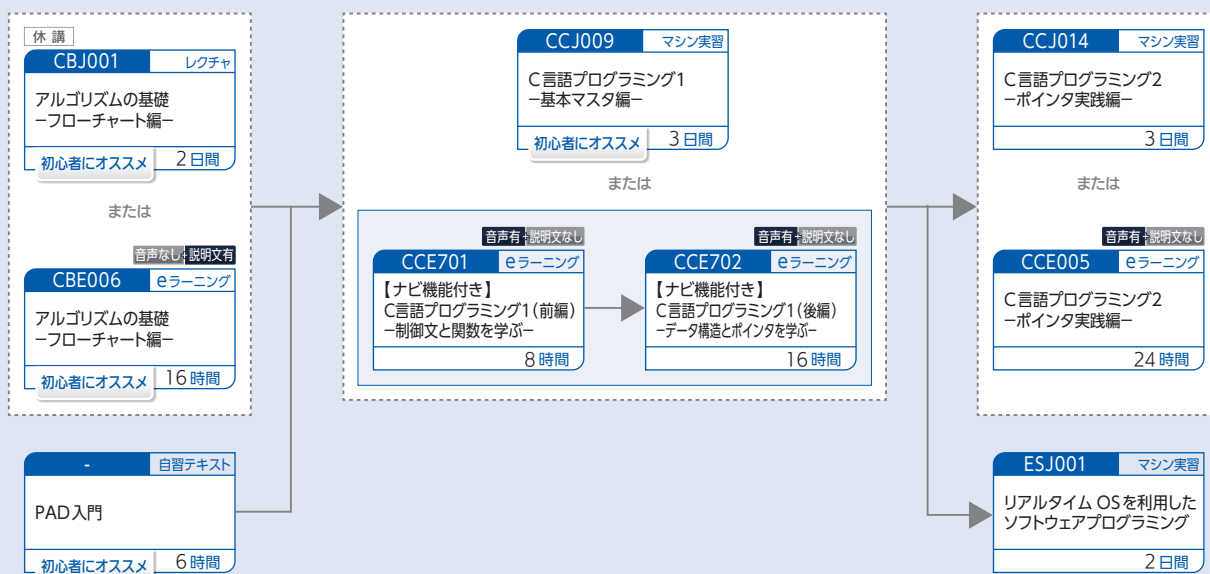 休 講
CBJ001 レクチャ
アルゴリズムの基礎
−フローチャート編−
初心者にオススメ 2日間
または
音声なし+説明文有
CBE006 eラーニング
アルゴリズムの基礎
−フローチャート編−
初心者にオススメ 16時間
- 自習テキスト
PAD入門
初心者にオススメ 6時間
CCJ009 マシン実習
C言語プログラミング1
−基本マスタ編−
初心者にオススメ 3日間
または
音声有+説明文なし
CCE701 eラーニング
【ナビ機能付き】
C言語プログラミング1(前編)
−制御文と関数を学ぶ−
8時間
音声有+説明文なし
CCE702 eラーニング
【ナビ機能付き】
C言語プログラミング1(後編)
−データ構造とポインタを学ぶ−
16時間
CCJ014 マシン実習
C言語プログラミング2
−ポインタ実践編−
3日間
または
音声有+説明文なし
CCE005 eラーニング
C言語プログラミング2
−ポインタ実践編−
24時間
ESJ001 マシン実習
リアルタイム OSを利用した
ソフトウェアプログラミング
2日間